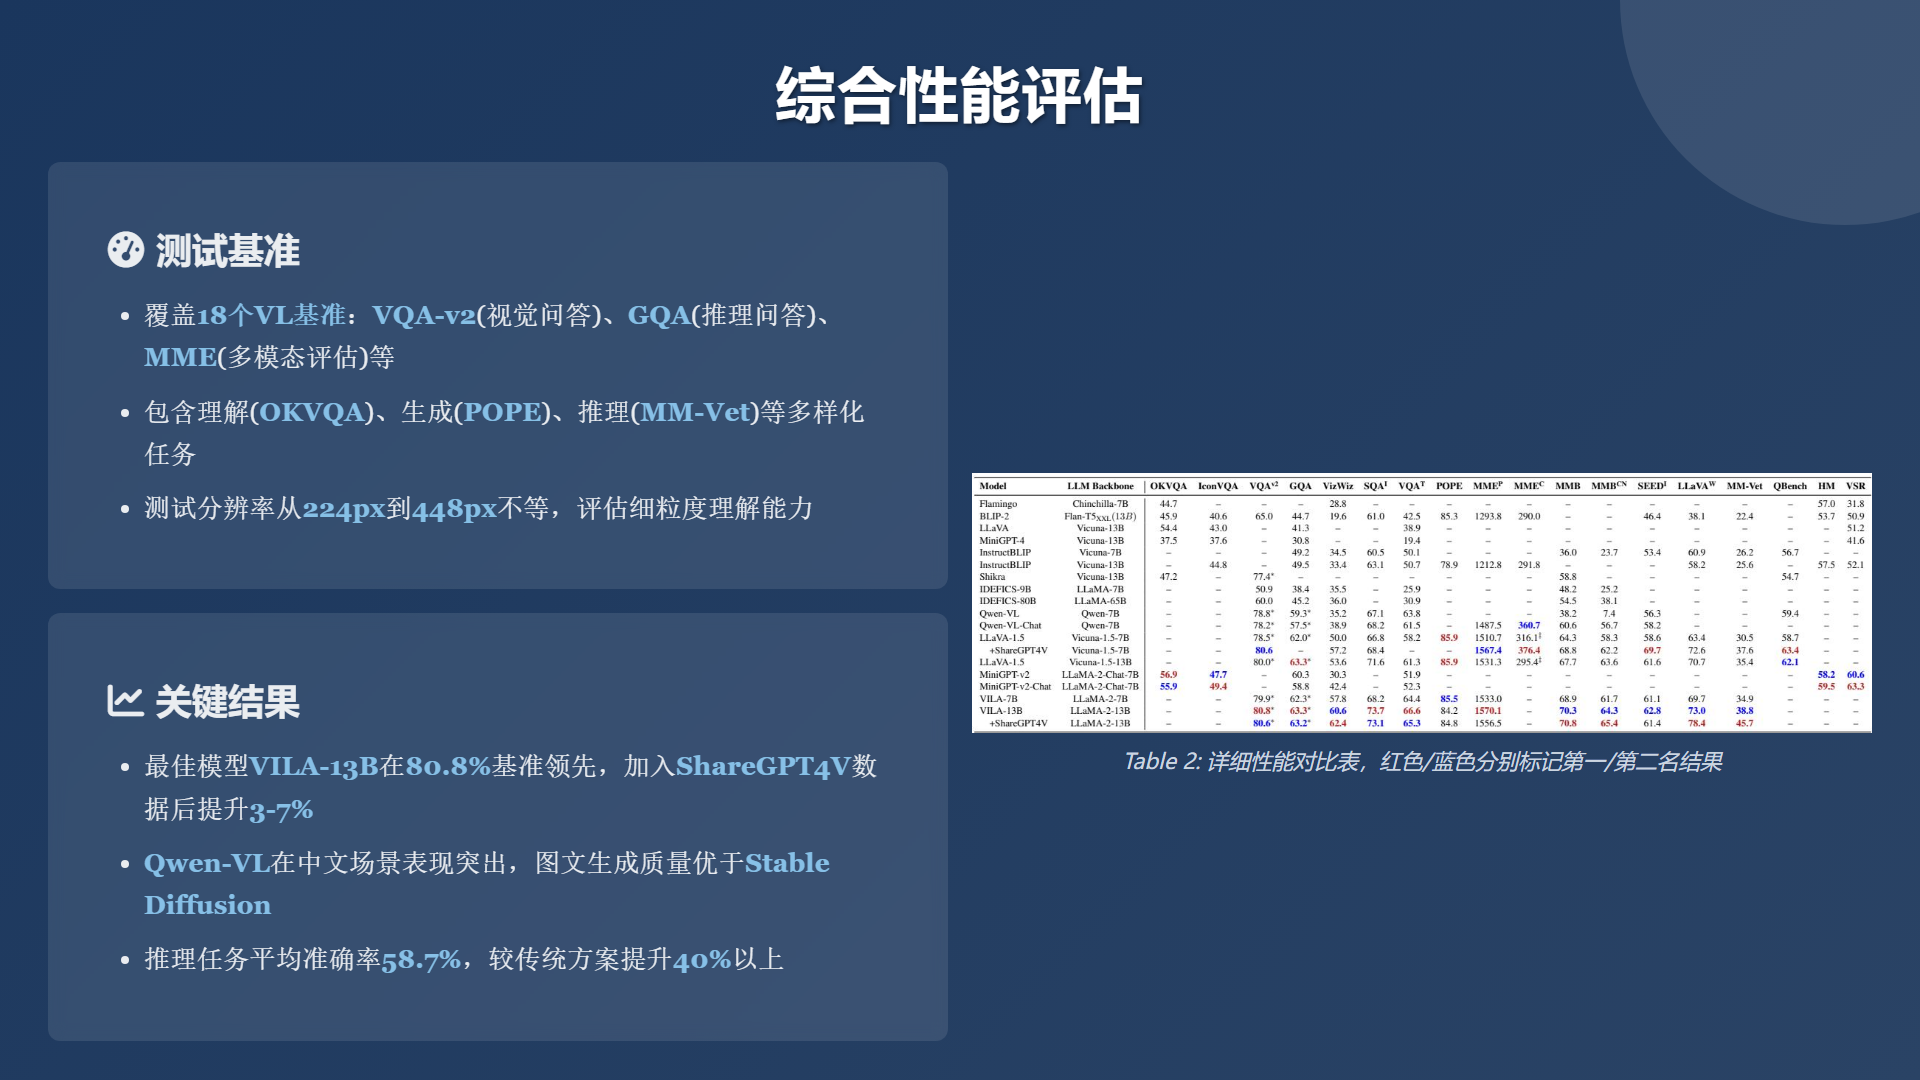 综合性能评估
测试基准
• 覆盖18个VL基准：VQA-v2(视觉问答)、GQA(推理问答)、
MME(多模态评估)等
• 包含理解(OKVQA)、生成(POPE)、推理(MM-Vet)等多样化
任务
• 测试分辨率从224px到448px不等，评估细粒度理解能力
关键结果
• 最佳模型VILA-13B在80.8%基准领先，加入ShareGPT4V数
据后提升3-7%
• Qwen-VL在中文场景表现突出，图文生成质量优于Stable
Diffusion
• 推理任务平均准确率58.7%，较传统方案提升40%以上
Model LLM Backbone OKVQA IconVQA VQAv2 GQA VizWiz SQAI VQAT POPE MMEP MMEC MMB MMBCN SEEDI LLaVAW MM-Vet QBench HM VSR
Flamingo Chinchilla-7B 44.7 – – – 28.8 – – – – – – – – – – – 57.0 31.8
BLIP-2 Flan-T5XXL(13B) 45.9 40.6 65.0 44.7 19.6 61.0 42.5 85.3 1293.8 290.0 – – 46.4 38.1 22.4 – 53.7 50.9
LLaVA Vicuna-13B 54.4 43.0 – 41.3 – – 38.9 – – – – – – – – – – 51.2
MiniGPT-4 Vicuna-13B 37.5 37.6 – 30.8 – – 19.4 – – – – – – – – – – 41.6
InstructBLIP Vicuna-7B – – – 49.2 34.5 60.5 50.1 – – – 36.0 23.7 53.4 60.9 26.2 56.7 – –
InstructBLIP Vicuna-13B – 44.8 – 49.5 33.4 63.1 50.7 78.9 1212.8 291.8 – – – 58.2 25.6 – 57.5 52.1
Shikra Vicuna-13B 47.2 – 77.4* – – – – – – – 58.8 – – – – 54.7 – –
IDEFICS-9B LLaMA-7B – – 50.9 38.4 35.5 – 25.9 – – – 48.2 25.2 – – – – – –
IDEFICS-80B LLaMA-65B – – 60.0 45.2 36.0 – 30.9 – – – 54.5 38.1 – – – – – –
Qwen-VL Qwen-7B – – 78.8* 59.3* 35.2 67.1 63.8 – – – 38.2 7.4 56.3 – – 59.4 – –
Qwen-VL-Chat Qwen-7B – – 78.2* 57.5* 38.9 68.2 61.5 – 1487.5 360.7 60.6 56.7 58.2 – – – – –
LLaVA-1.5 Vicuna-1.5-7B – – 78.5* 62.0* 50.0 66.8 58.2 85.9 1510.7 316.1‡ 64.3 58.3 58.6 63.4 30.5 58.7 – –
+ShareGPT4V Vicuna-1.5-7B – – 80.6 – 57.2 68.4 – – 1567.4 376.4 68.8 62.2 69.7 72.6 37.6 63.4 – –
LLaVA-1.5 Vicuna-1.5-13B – – 80.0* 63.3* 53.6 71.6 61.3 85.9 1531.3 295.4‡ 67.7 63.6 61.6 70.7 35.4 62.1 – –
MiniGPT-v2 LLaMA-2-Chat-7B 56.9 47.7 – 60.3 30.3 – 51.9 – – – – – – – – – 58.2 60.6
MiniGPT-v2-Chat LLaMA-2-Chat-7B 55.9 49.4 – 58.8 42.4 – 52.3 – – – – – – – – – 59.5 63.3
VILA-7B LLaMA-2-7B – – 79.9* 62.3* 57.8 68.2 64.4 85.5 1533.0 – 68.9 61.7 61.1 69.7 34.9 – – –
VILA-13B LLaMA-2-13B – – 80.8* 63.3* 60.6 73.7 66.6 84.2 1570.1 – 70.3 64.3 62.8 73.0 38.8 – – –
+ShareGPT4V LLaMA-2-13B – – 80.6* 63.2* 62.4 73.1 65.3 84.8 1556.5 – 70.8 65.4 61.4 78.4 45.7 – – –
Table 2: 详细性能对比表，红色/蓝色分别标记第一/第二名结果